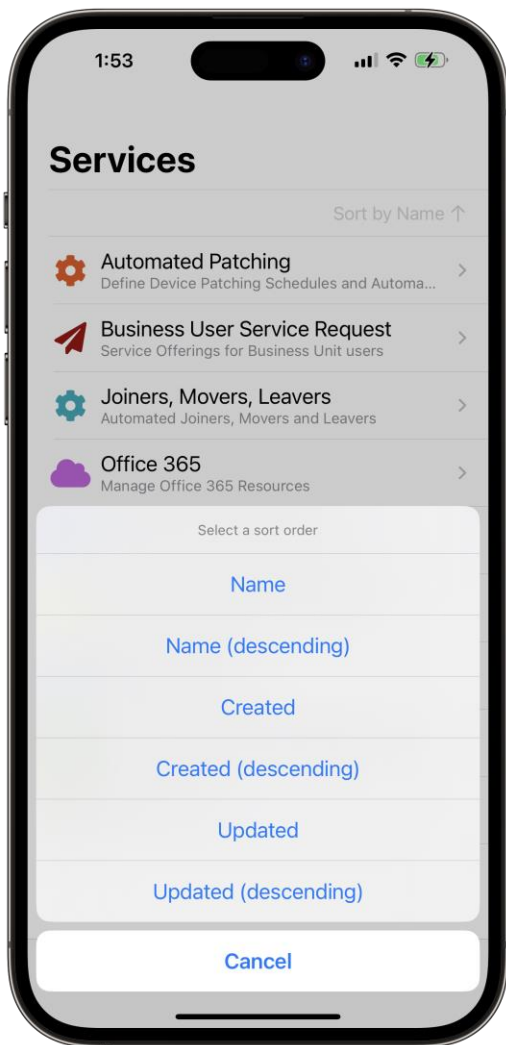 1:53
Services
Sort by Name ↑
Automated Patching
Define Device Patching Schedules and Automa...
Business User Service Request
Service Offerings for Business Unit users
Joiners, Movers, Leavers
Automated Joiners, Movers and Leavers
Office 365
Manage Office 365 Resources
Select a sort order
Name
Name (descending)
Created
Created (descending)
Updated
Updated (descending)
Cancel